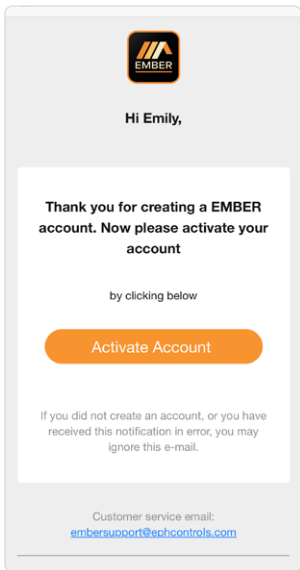 EMBER
Hi Emily,
Thank you for creating a EMBER
account. Now please activate your
account
by clicking below
Activate Account
If you did not create an account, or you have
received this notification in error, you may
ignore this e-mail.
Customer service email:
embersupport@ephcontrols.com